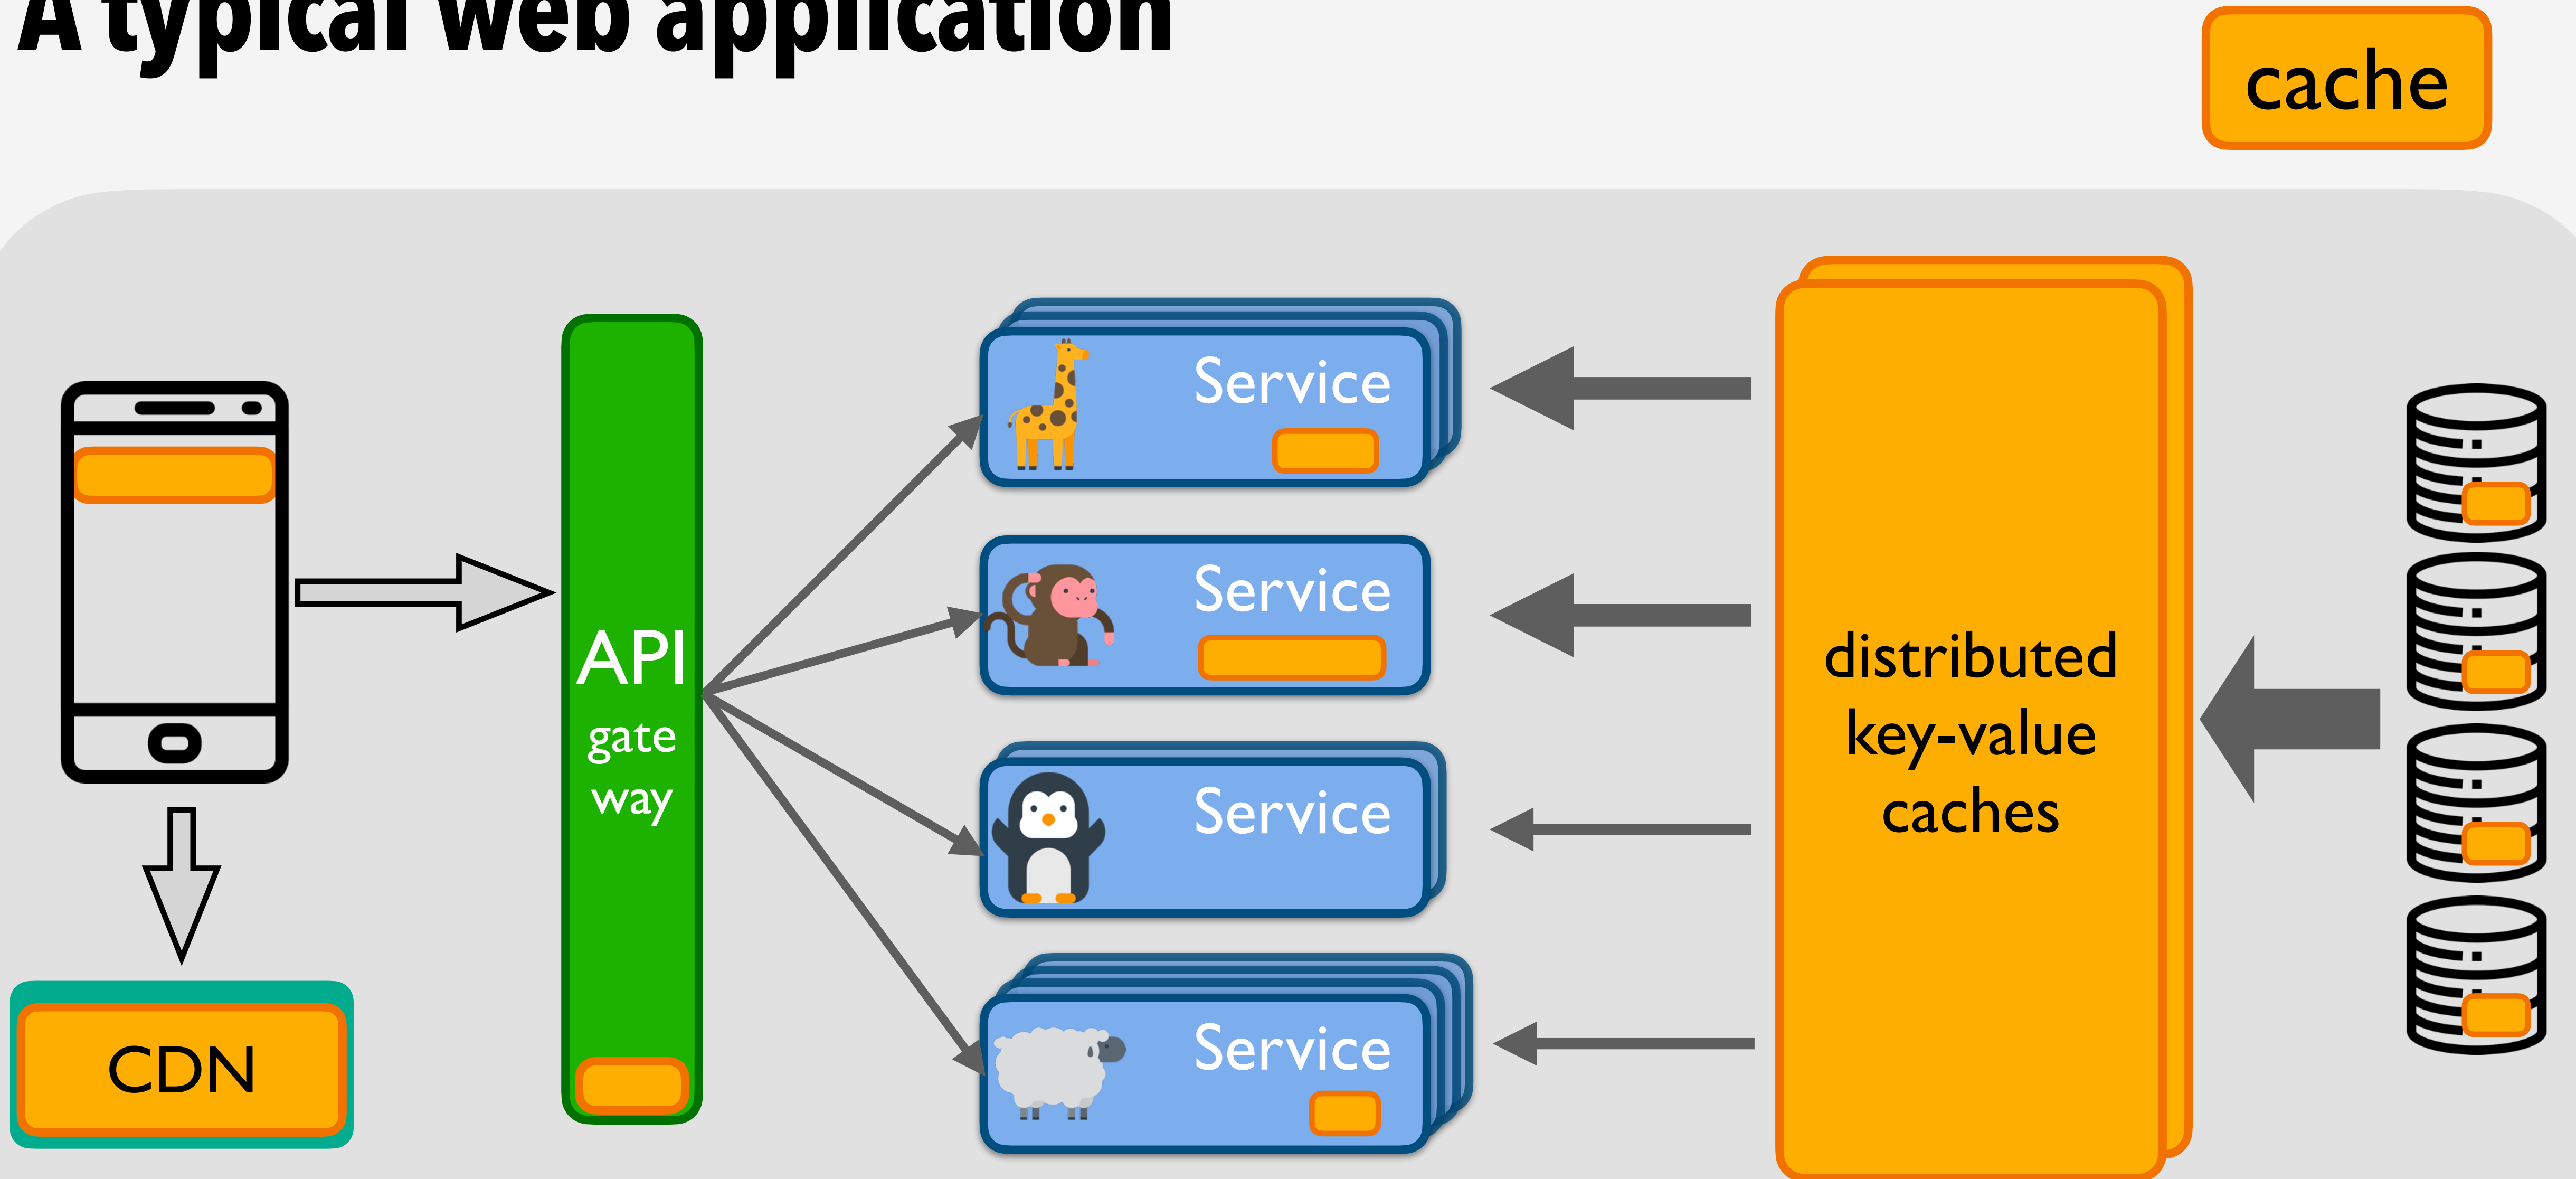 A typical web application
cache
API
gate
way
Service
Service
Service
Service
distributed
key-value
caches
CDN